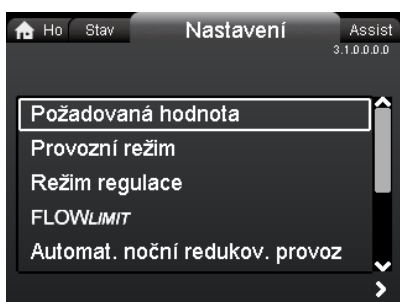 Ho Stav Nastavení Assist
3.1.0.0.0.0
Požadovaná hodnota
Provozní režim
Režim regulace
FLOWLIMIT
Automat. noční redukov. provoz